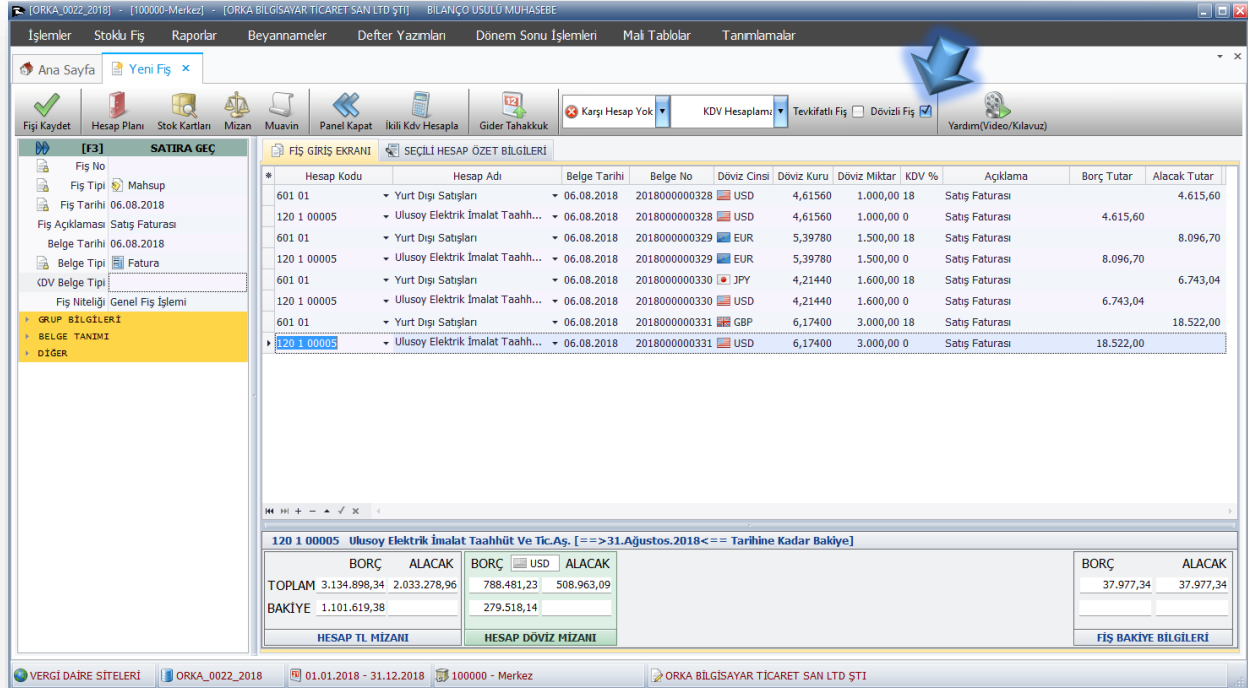 [ORKA_0022_2018] - [100000-Merkez] - [ORKA BİLGİSAYAR TİCARET SAN LTD ŞTİ] BİLANÇO USULÜ MUHASEBE
İşlemler Stoklu Fiş Raporlar Beyannameler Defter Yazımları Dönem Sonu İşlemleri Mali Tablolar Tanımlamalar
Ana Sayfa Yeni Fiş ×
Karşı Hesap Yok KDV Hesaplama Tevkifatlı Fiş Dövizli Fiş
Fişi Kaydet Hesap Planı Stok Kartları Mizan Muavin Panel Kapat İkili Kdv Hesapla Gider Tahakkuk Yardım(Video/Kılavuz)
[F3] SATIRA GEÇ
Fiş No
Fiş Tipi Mahsup
Fiş Tarihi 06.08.2018
Fiş Açıklaması Satış Faturası
Belge Tarihi 06.08.2018
Belge Tipi Fatura
KDV Belge Tipi
Fiş Niteliği Genel Fiş İşlemi
GRUP BİLGİLERİ
BELGE TANIMI
DİĞER
FİŞ GİRİŞ EKRANI SEÇİLİ HESAP ÖZET BİLGİLERİ
* Hesap Kodu Hesap Adı Belge Tarihi Belge No Döviz Cinsi Döviz Kuru Döviz Miktar KDV % Açıklama Borç Tutar Alacak Tutar
601 01 Yurt Dışı Satışları 06.08.2018 2018000000328 USD 4,61560 1.000,00 18 Satış Faturası 4.615,60
120 1 00005 Ulusoy Elektrik İmalat Taahh... 06.08.2018 2018000000328 USD 4,61560 1.000,00 0 Satış Faturası 4.615,60
601 01 Yurt Dışı Satışları 06.08.2018 2018000000329 EUR 5,39780 1.500,00 18 Satış Faturası 8.096,70
120 1 00005 Ulusoy Elektrik İmalat Taahh... 06.08.2018 2018000000329 EUR 5,39780 1.500,00 0 Satış Faturası 8.096,70
601 01 Yurt Dışı Satışları 06.08.2018 2018000000330 JPY 4,21440 1.600,00 18 Satış Faturası 6.743,04
120 1 00005 Ulusoy Elektrik İmalat Taahh... 06.08.2018 2018000000330 USD 4,21440 1.600,00 0 Satış Faturası 6.743,04
601 01 Yurt Dışı Satışları 06.08.2018 2018000000331 GBP 6,17400 3.000,00 18 Satış Faturası 18.522,00
120 1 00005 Ulusoy Elektrik İmalat Taahh... 06.08.2018 2018000000331 USD 6,17400 3.000,00 0 Satış Faturası 18.522,00
120 1 00005 Ulusoy Elektrik İmalat Taahhüt Ve Tic.Aş. [==>31.Ağustos.2018<== Tarihine Kadar Bakiye]
BORÇ ALACAK BORÇ USD ALACAK BORÇ ALACAK
TOPLAM 3.134.898,34 2.033.278,96 788.481,23 508.963,09 37.977,34 37.977,34
BAKİYE 1.101.619,38 279.518,14
HESAP TL MİZANI HESAP DÖVİZ MİZANI FİŞ BAKİYE BİLGİLERİ
VERGİ DAİRE SİTELERİ ORKA_0022_2018 01.01.2018 - 31.12.2018 100000 - Merkez ORKA BİLGİSAYAR TİCARET SAN LTD ŞTİ